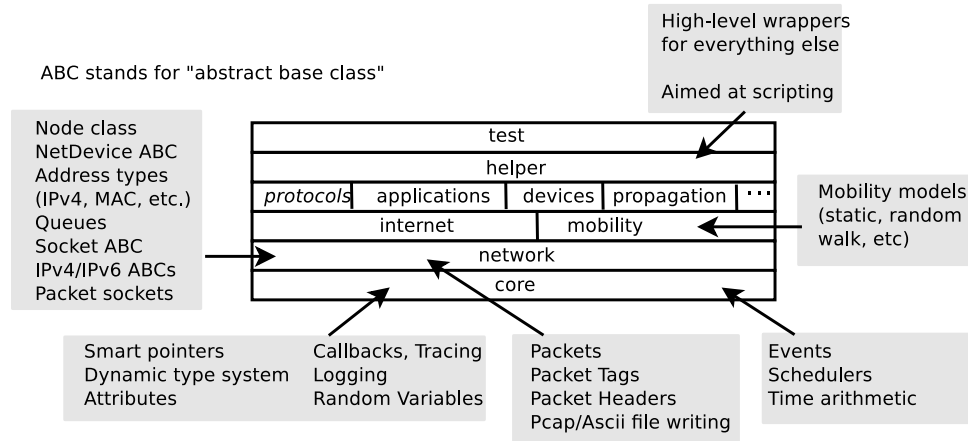 High-level wrappers
for everything else
Aimed at scripting
ABC stands for "abstract base class"
Node class
NetDevice ABC
Address types
(IPv4, MAC, etc.)
Queues
Socket ABC
IPv4/IPv6 ABCs
Packet sockets
test
helper
protocols applications devices propagation ...
internet mobility
network
core
Mobility models
(static, random
walk, etc)
Smart pointers
Dynamic type system
Attributes
Callbacks, Tracing
Logging
Random Variables
Packets
Packet Tags
Packet Headers
Pcap/Ascii file writing
Events
Schedulers
Time arithmetic